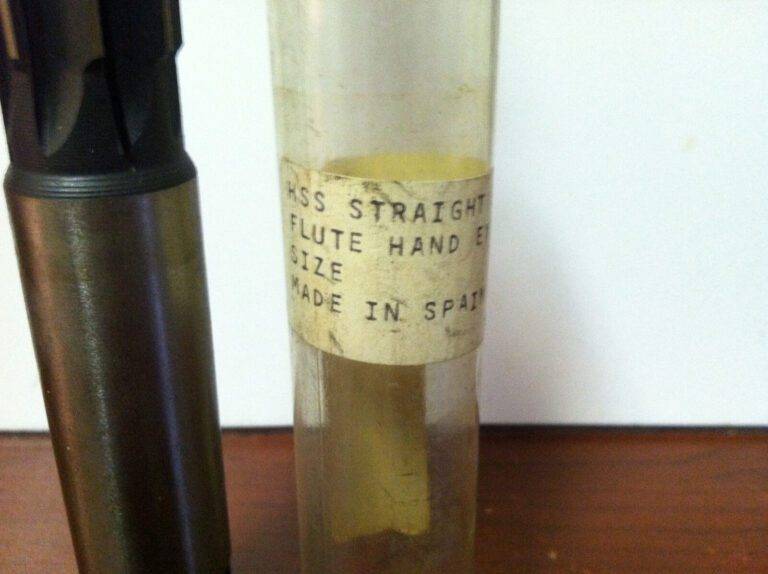 HSS STRAIGHT
FLUTE HAND
SIZE
MADE IN SPAIN